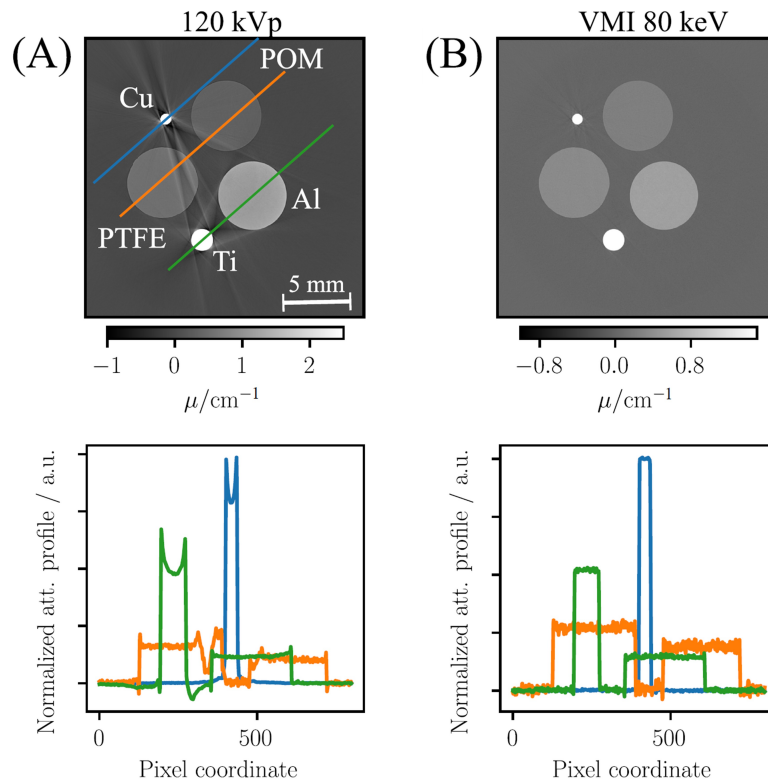 (A)
120 kVp
Cu
POM
PTFE
Al
Ti
5 mm
−1 0 1 2
μ/cm⁻¹
(B)
VMI 80 keV
−0.8 0.0 0.8
μ/cm⁻¹
Normalized att. profile / a.u.
0 500
Pixel coordinate
Normalized att. profile / a.u.
0 500
Pixel coordinate